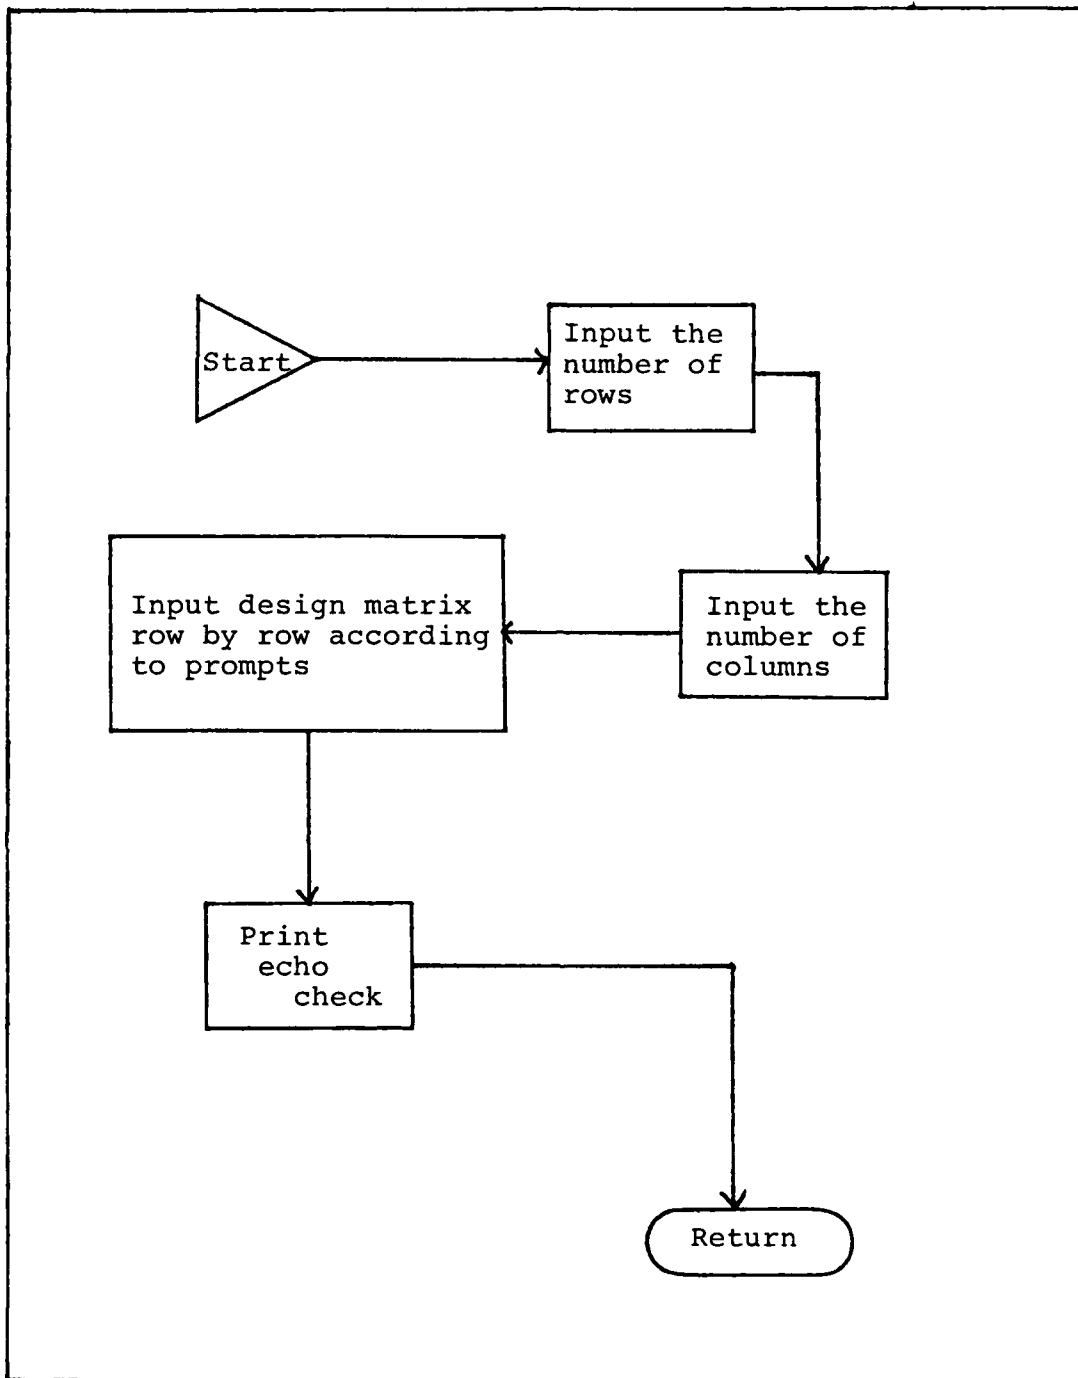 Start
Input the
number of
rows
Input the
number of
columns
Input design matrix
row by row according
to prompts
Print
echo
check
Return